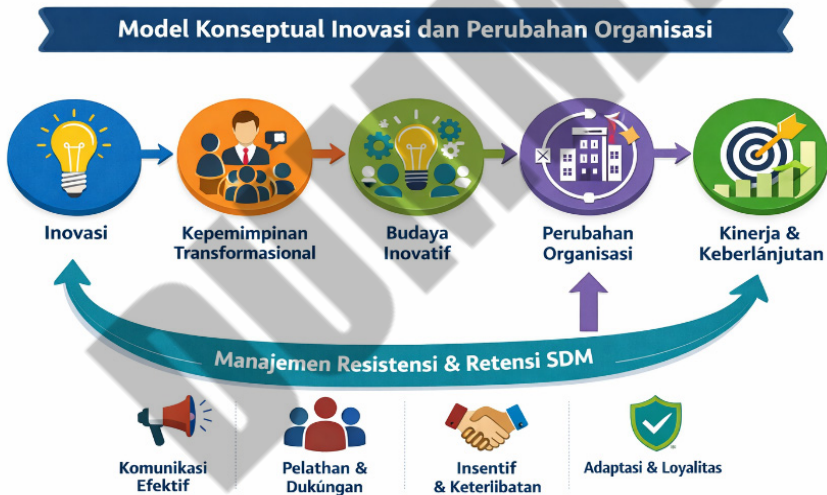 Model Konseptual Inovasi dan Perubahan Organisasi
Inovasi
Kepemimpinan
Transformasional
Budaya
Inovatif
Perubahan
Organisasi
Kinerja &
Keberlánjutan
Manajemen Resistensi & Retensi SDM
Komunikasi
Efektif
Pelathan &
Dukúngan
Insentif
& Keterlibatan
Adaptasi & Loyalitas